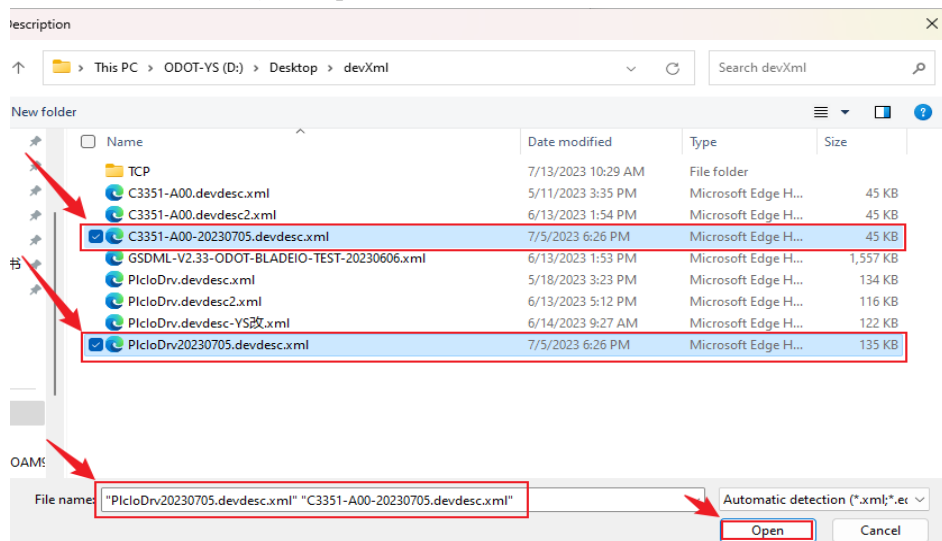 Description
This PC > ODOT-YS (D:) > Desktop > devXml
Search devXml
New folder
Name Date modified Type Size
TCP 7/13/2023 10:29 AM File folder
C3351-A00.devdesc.xml 5/11/2023 3:35 PM Microsoft Edge H... 45 KB
C3351-A00.devdesc2.xml 6/13/2023 1:54 PM Microsoft Edge H... 45 KB
C3351-A00-20230705.devdesc.xml 7/5/2023 6:26 PM Microsoft Edge H... 45 KB
书 GSDML-V2.33-ODOT-BLADEIO-TEST-20230606.xml 6/13/2023 1:53 PM Microsoft Edge H... 1,557 KB
PlcIoDrv.devdesc.xml 5/18/2023 3:23 PM Microsoft Edge H... 134 KB
PlcIoDrv.devdesc2.xml 6/13/2023 5:12 PM Microsoft Edge H... 116 KB
PlcIoDrv.devdesc-YS改.xml 6/14/2023 9:27 AM Microsoft Edge H... 122 KB
PlcIoDrv20230705.devdesc.xml 7/5/2023 6:26 PM Microsoft Edge H... 135 KB
File name: "PlcIoDrv20230705.devdesc.xml" "C3351-A00-20230705.devdesc.xml" Automatic detection (*.xml;*.ec
Open Cancel